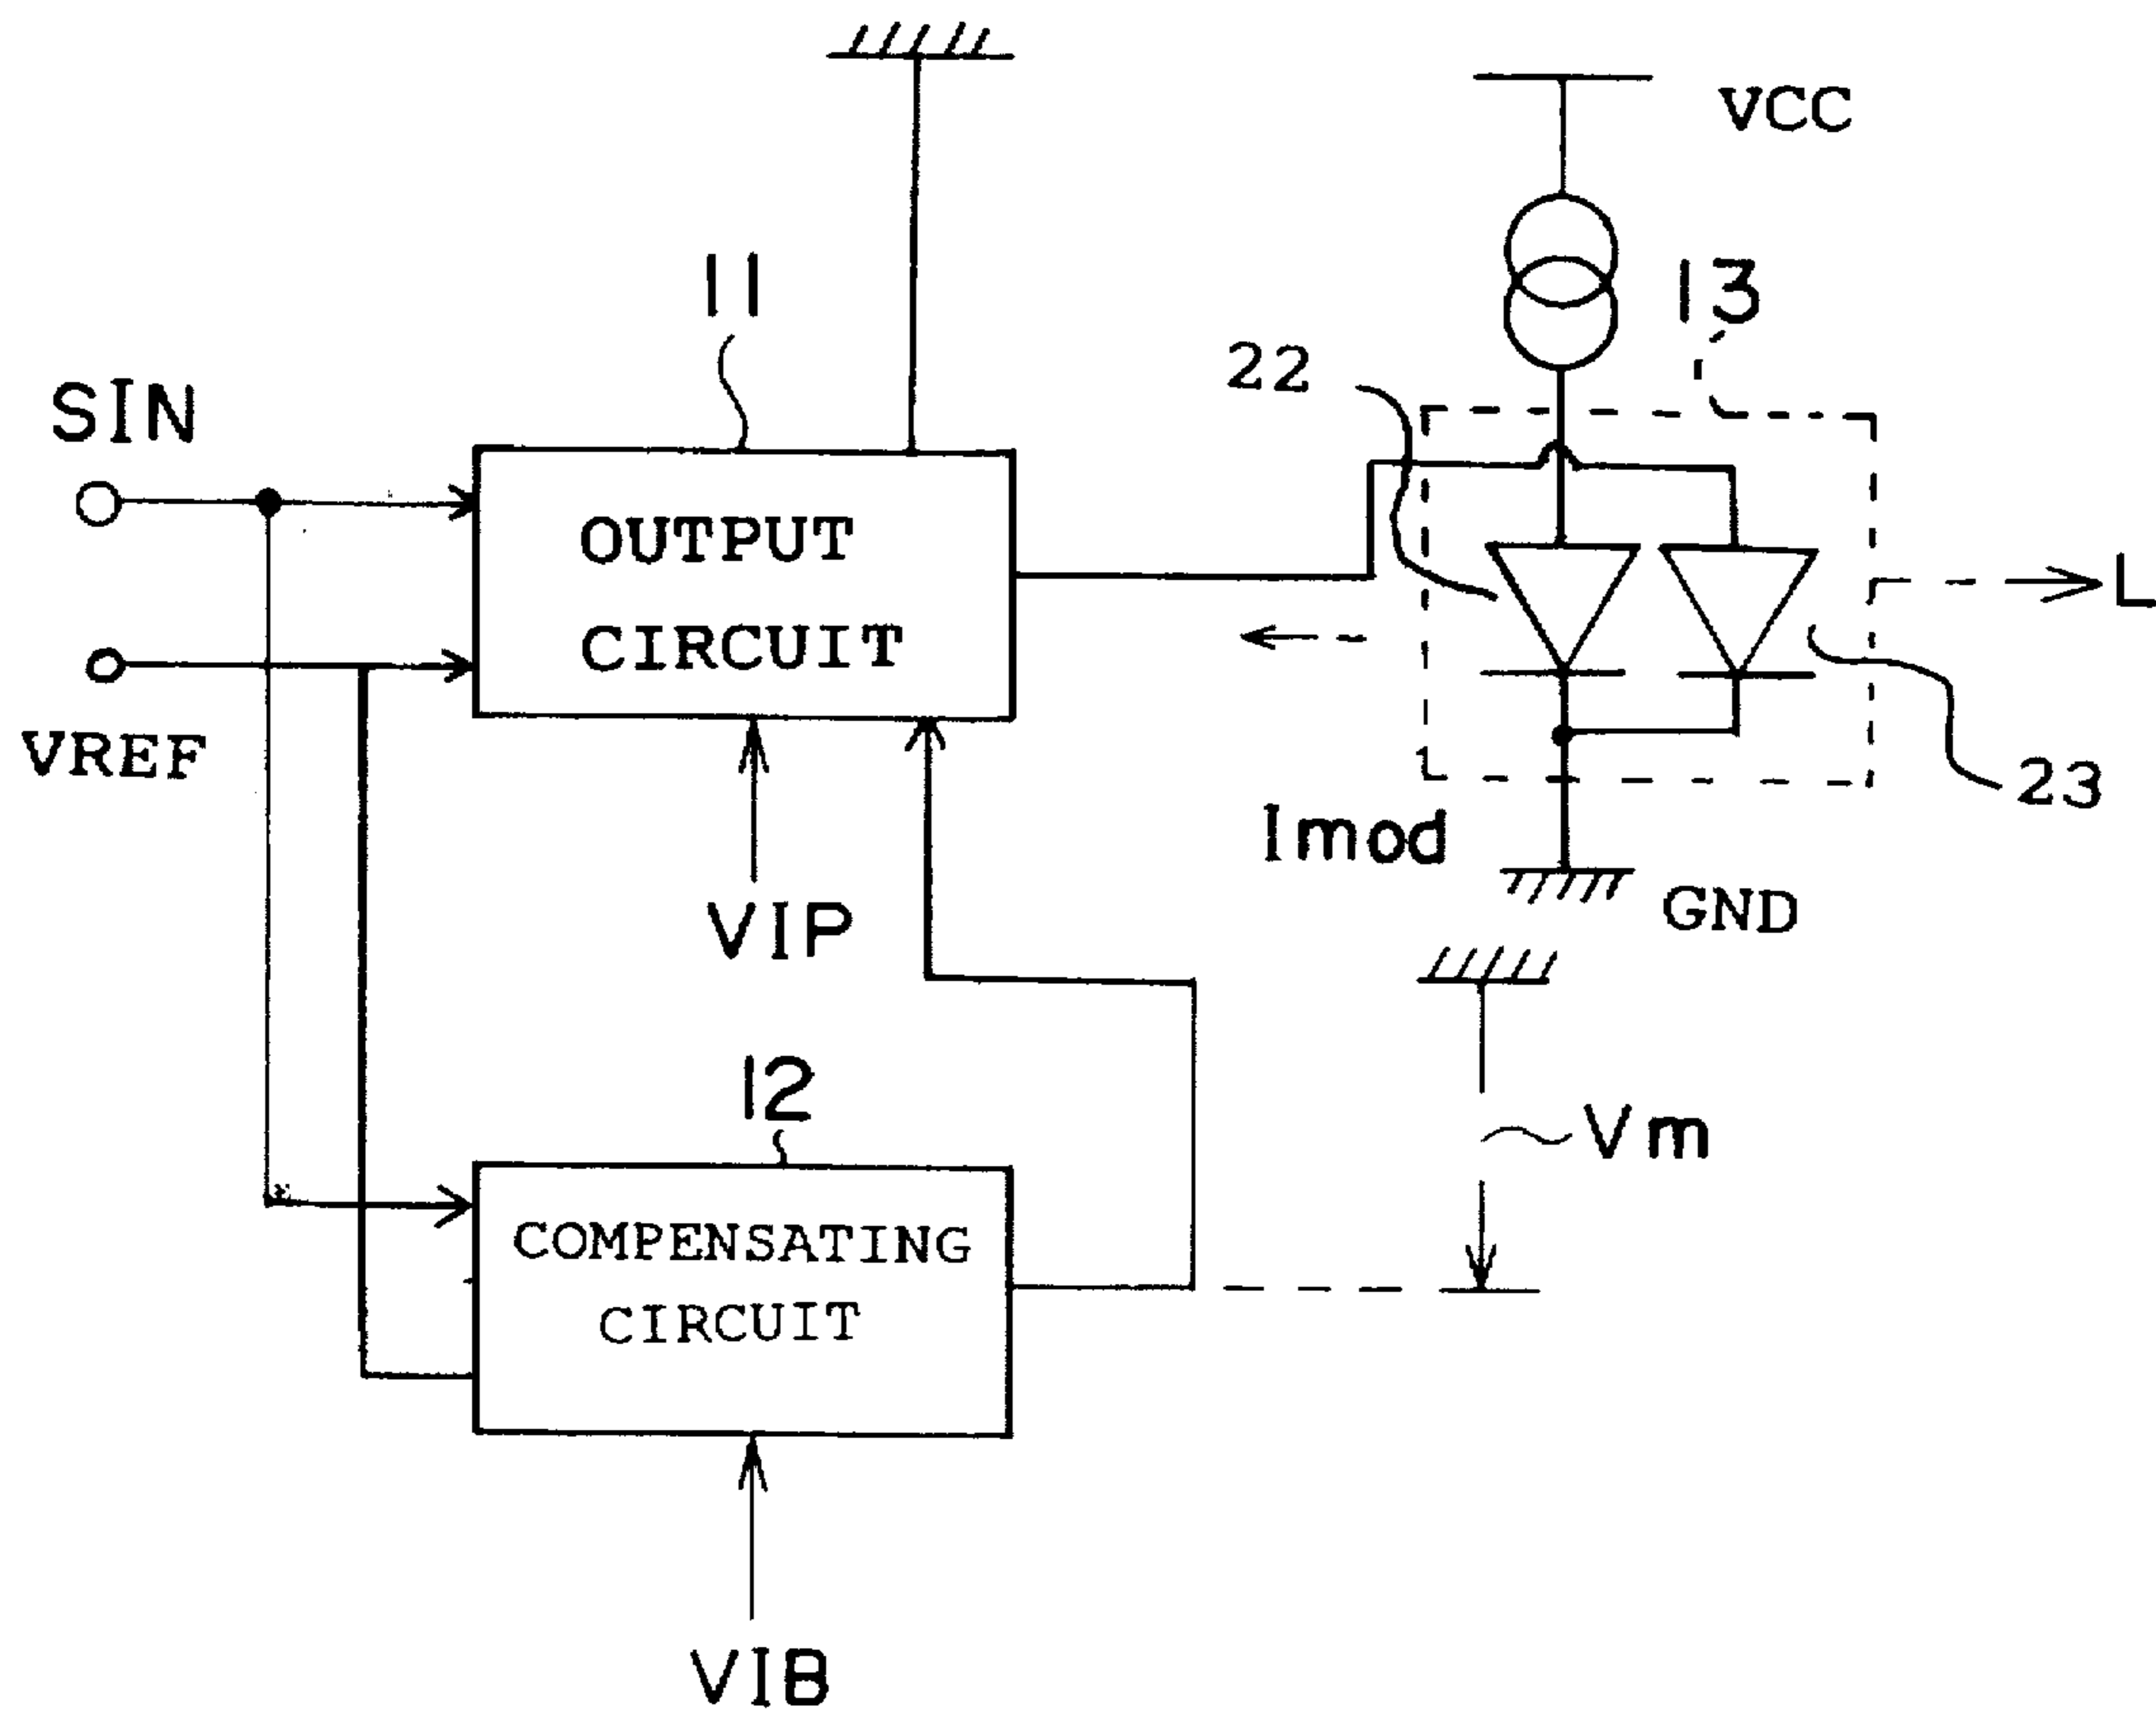 VCC
11
13
22
SIN
OUTPUT
CIRCUIT
L
VREF
23
Imod
VIP
GND
12
Vm
COMPENSATING
CIRCUIT
VIB